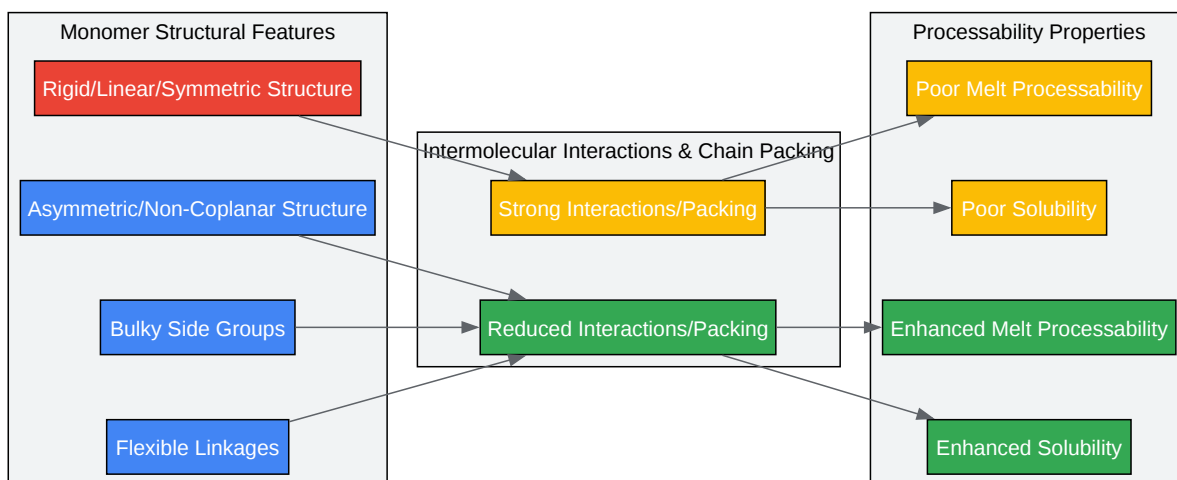 Monomer Structural Features
Rigid/Linear/Symmetric Structure
Asymmetric/Non-Coplanar Structure
Bulky Side Groups
Flexible Linkages
Intermolecular Interactions & Chain Packing
Strong Interactions/Packing
Reduced Interactions/Packing
Processability Properties
Poor Melt Processability
Poor Solubility
Enhanced Melt Processability
Enhanced Solubility